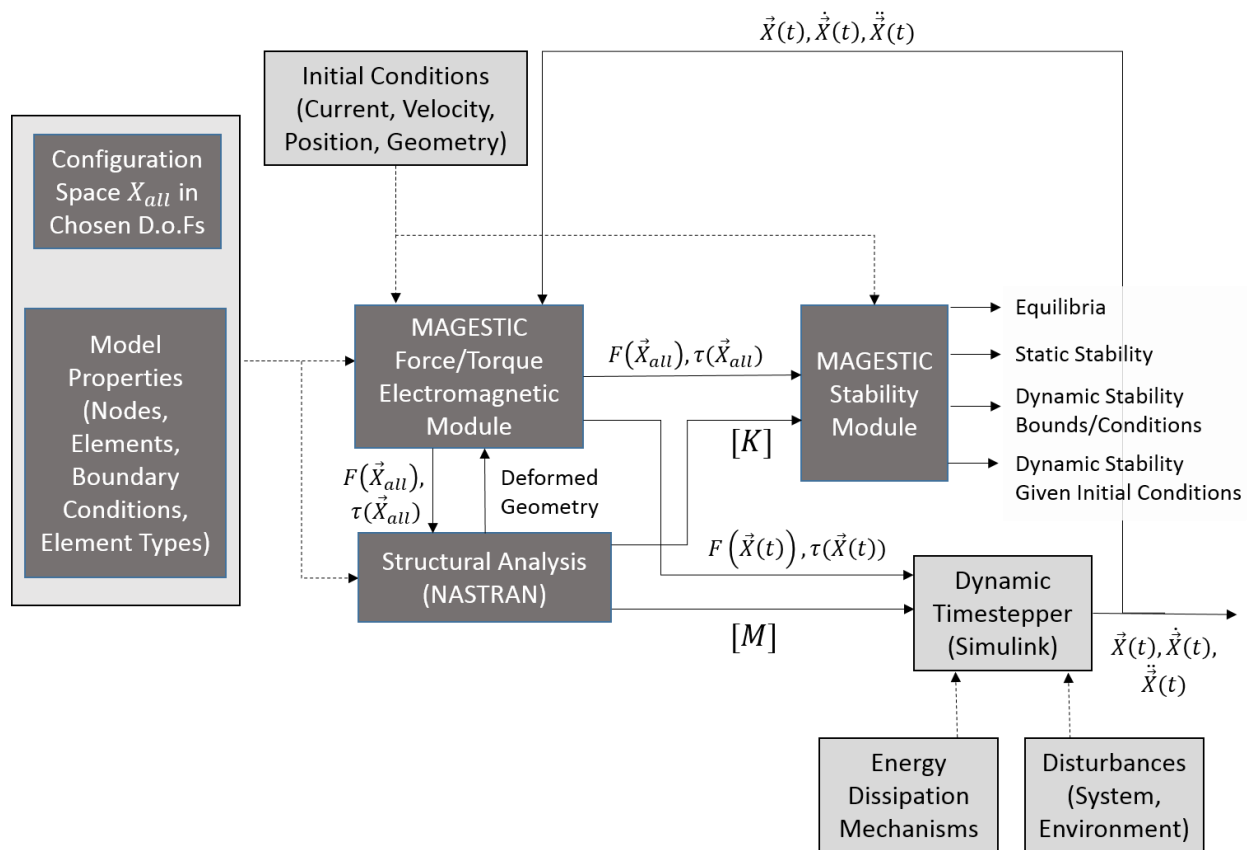 X⃗(t), Ẋ⃗(t), Ẍ⃗(t)
Initial Conditions
(Current, Velocity,
Position, Geometry)
Configuration
Space X_all in
Chosen D.o.Fs
Model
Properties
(Nodes,
Elements,
Boundary
Conditions,
Element Types)
MAGESTIC
Force/Torque
Electromagnetic
Module
F(X⃗_all), τ(X⃗_all)
MAGESTIC
Stability
Module
Equilibria
Static Stability
Dynamic Stability
Bounds/Conditions
Dynamic Stability
Given Initial Conditions
[K]
F(X⃗_all),
τ(X⃗_all)
Deformed
Geometry
Structural Analysis
(NASTRAN)
F(X⃗(t)), τ(X⃗(t))
[M]
Dynamic
Timestepper
(Simulink)
X⃗(t), Ẋ⃗(t),
Ẍ⃗(t)
Energy
Dissipation
Mechanisms
Disturbances
(System,
Environment)